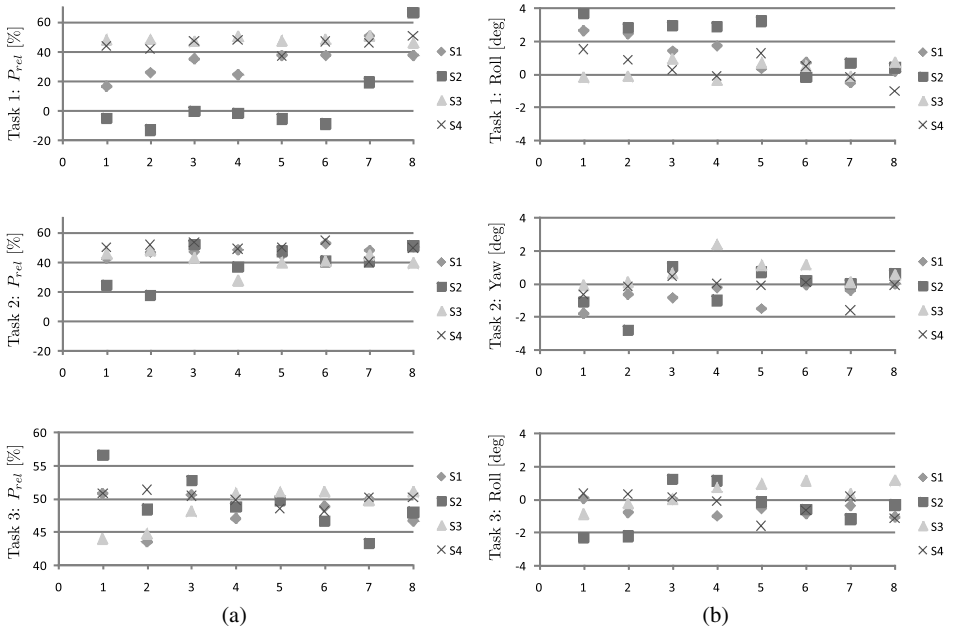 Task 1: P_rel [%]
60
40
20
0
-20
0 1 2 3 4 5 6 7 8
S1
S2
S3
S4
Task 1: Roll [deg]
4
2
0
-2
-4
0 1 2 3 4 5 6 7 8
S1
S2
S3
S4
Task 2: P_rel [%]
60
40
20
0
-20
0 1 2 3 4 5 6 7 8
S1
S2
S3
S4
Task 2: Yaw [deg]
4
2
0
-2
-4
0 1 2 3 4 5 6 7 8
S1
S2
S3
S4
Task 3: P_rel [%]
60
55
50
45
40
0 1 2 3 4 5 6 7 8
S1
S2
S3
S4
(a)
Task 3: Roll [deg]
4
2
0
-2
-4
0 1 2 3 4 5 6 7 8
S1
S2
S3
S4
(b)